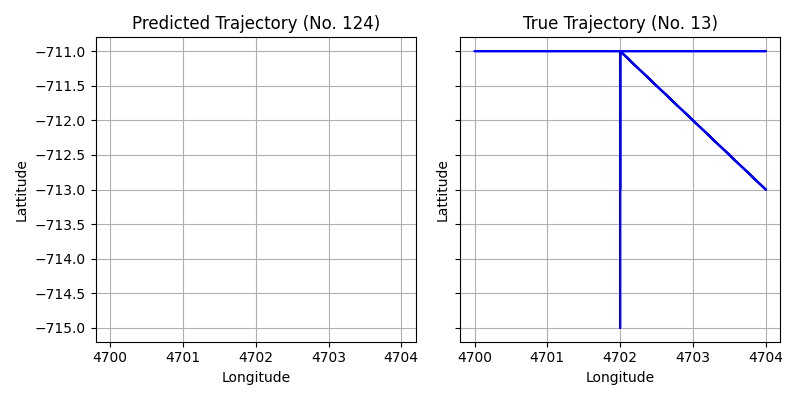 Predicted Trajectory (No. 124)
True Trajectory (No. 13)
Lattitude
−711.0
−711.5
−712.0
−712.5
−713.0
−713.5
−714.0
−714.5
−715.0
4700 4701 4702 4703 4704
Longitude
Lattitude
4700 4701 4702 4703 4704
Longitude